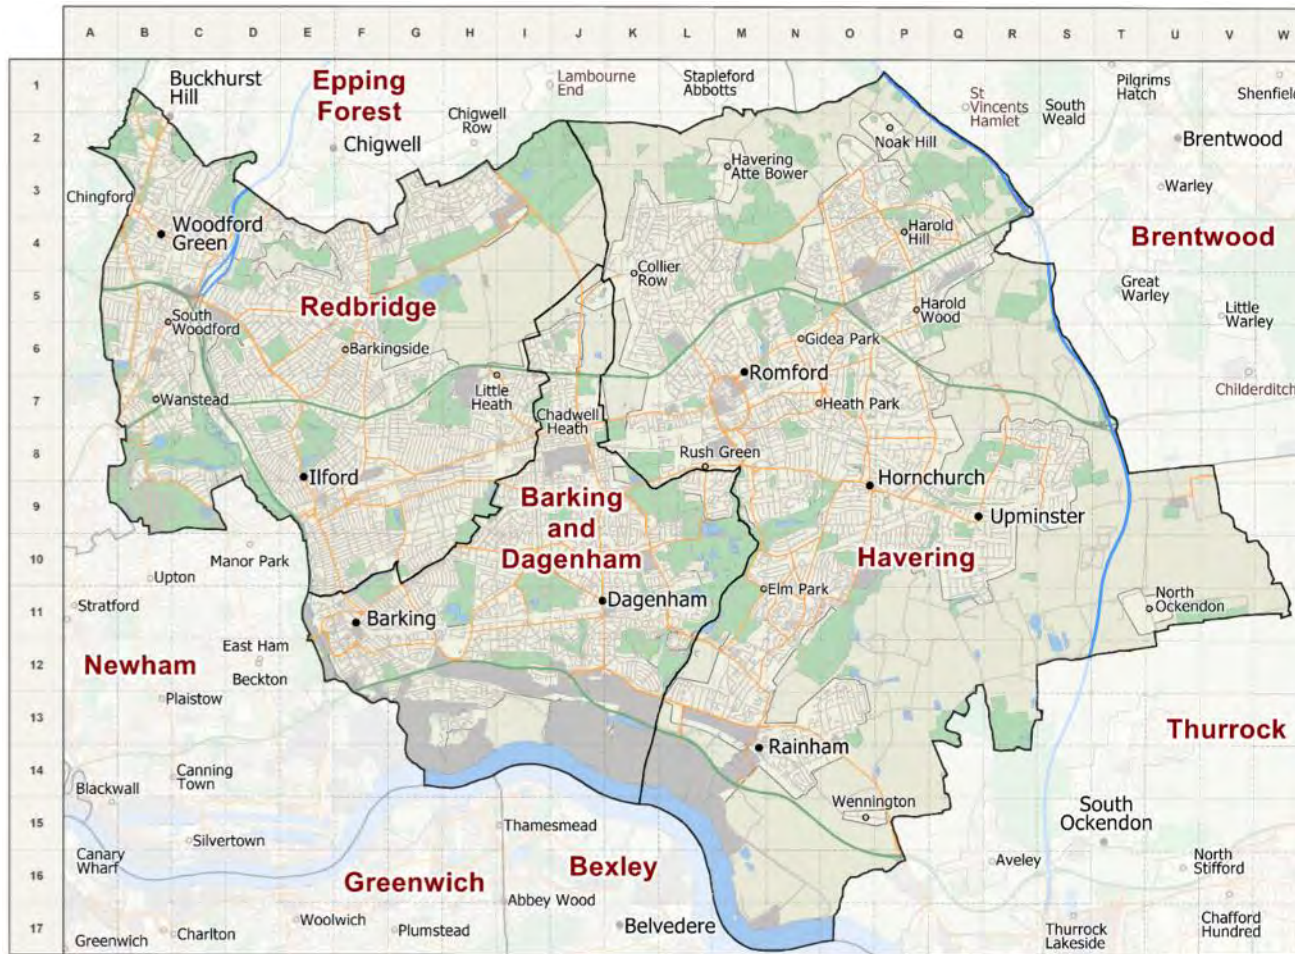 A B C D E F G H I J K L M N O P Q R S T U V W
1
2
3
4
5
6
7
8
9
10
11
12
13
14
15
16
17
Buckhurst
Hill
Epping
Forest
Lambourne
End
Stapleford
Abbotts
St
Vincents
Hamlet
South
Weald
Pilgrims
Hatch
Shenfield
Chigwell
Row
Chigwell
Noak Hill
Brentwood
Havering
Atte Bower
Chingford
Warley
Woodford
Green
Harold
Hill
Brentwood
Collier
Row
Great
Warley
Redbridge
South
Woodford
Harold
Wood
Little
Warley
Barkingside
Gidea Park
Romford
Little
Heath
Childerditch
Wanstead
Heath Park
Chadwell
Heath
Rush Green
Ilford
Hornchurch
Barking
and
Dagenham
Upminster
Manor Park
Havering
Upton
Elm Park
North
Ockendon
Stratford
Dagenham
Barking
East Ham
Newham
Beckton
Plaistow
Thurrock
Rainham
Canning
Town
Blackwall
Wennington
South
Ockendon
Thamesmead
Silvertown
Canary
Wharf
Bexley
Aveley
North
Stifford
Greenwich
Abbey Wood
Woolwich
Belvedere
Plumstead
Charlton
Greenwich
Thurrock
Lakeside
Chafford
Hundred